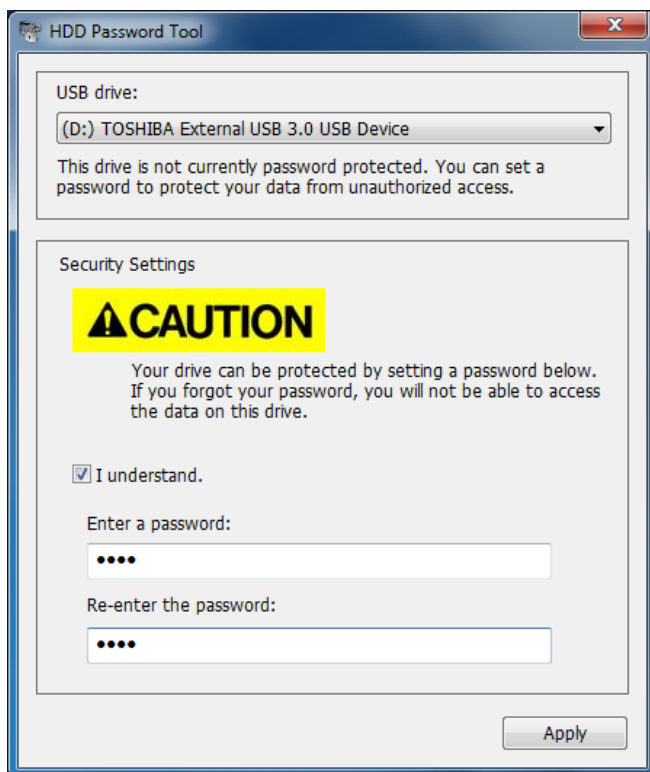 HDD Password Tool
USB drive:
(D:) TOSHIBA External USB 3.0 USB Device
This drive is not currently password protected. You can set a
password to protect your data from unauthorized access.
Security Settings
CAUTION
Your drive can be protected by setting a password below.
If you forgot your password, you will not be able to access
the data on this drive.
I understand.
Enter a password:
••••
Re-enter the password:
••••
Apply